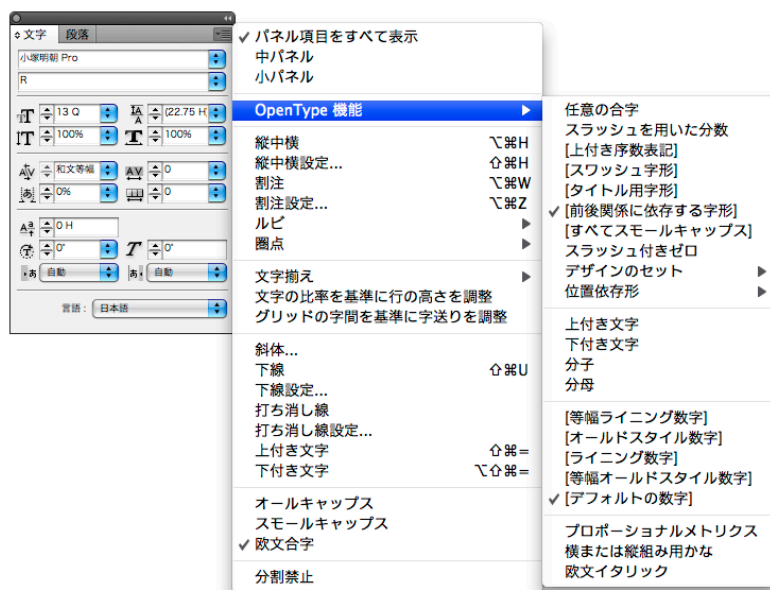 文字 段落
小塚明朝 Pro
R
13 Q (22.75 H)
100% 100%
和文等幅 0
0% 0
0 H
0° 0°
自動 自動
言語： 日本語
✓ パネル項目をすべて表示
中パネル
小パネル
OpenType 機能 ▶
縦中横 ⌥⌘H
縦中横設定... ⇧⌘H
割注 ⌥⌘W
割注設定... ⌥⌘Z
ルビ ▶
圏点 ▶
文字揃え ▶
文字の比率を基準に行の高さを調整
グリッドの字間を基準に字送りを調整
斜体...
下線 ⇧⌘U
下線設定...
打ち消し線
打ち消し線設定...
上付き文字 ⇧⌘=
下付き文字 ⌥⇧⌘=
オールキャップス
スモールキャップス
✓ 欧文合字
分割禁止
任意の合字
スラッシュを用いた分数
[上付き序数表記]
[スワッシュ字形]
[タイトル用字形]
✓ [前後関係に依存する字形]
[すべてスモールキャップス]
スラッシュ付きゼロ
デザインのセット ▶
位置依存形 ▶
上付き文字
下付き文字
分子
分母
[等幅ライニング数字]
[オールドスタイル数字]
[ライニング数字]
[等幅オールドスタイル数字]
✓ [デフォルトの数字]
プロポーショナルメトリクス
横または縦組み用かな
欧文イタリック